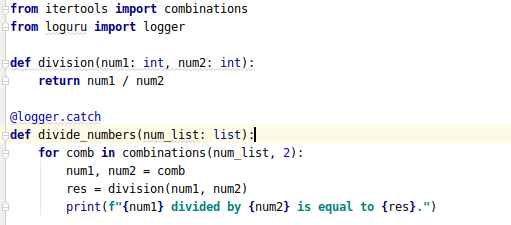 from itertools import combinations
from loguru import logger
def division(num1: int, num2: int):
    return num1 / num2
@logger.catch
def divide_numbers(num_list: list):
    for comb in combinations(num_list, 2):
        num1, num2 = comb
        res = division(num1, num2)
        print(f"{num1} divided by {num2} is equal to {res}.")